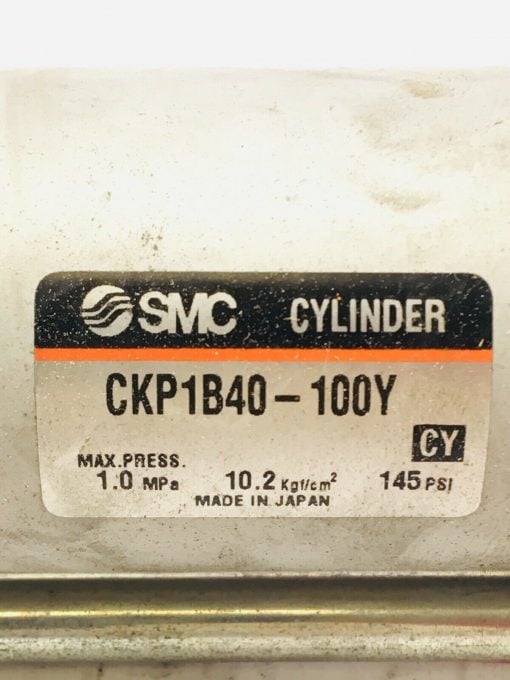 SMC CYLINDER
CKP1B40-100Y
CY
MAX.PRESS.
1.0 MPa 10.2 Kgf/cm² 145 PSI
MADE IN JAPAN